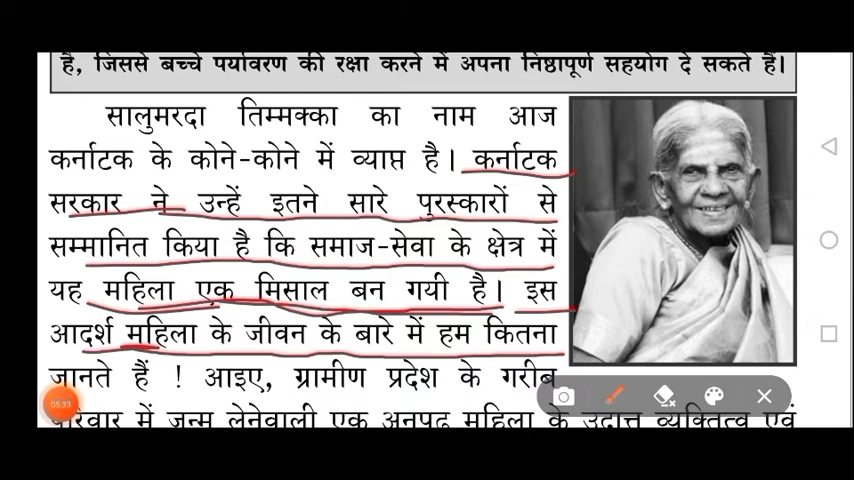 है, जिससे बच्चे पर्यावरण की रक्षा करने में अपना निष्ठापूर्ण सहयोग दे सकते हैं।
सालुमरदा तिम्मक्का का नाम आज
कर्नाटक के कोने-कोने में व्याप्त है। कर्नाटक
सरकार ने उन्हें इतने सारे पुरस्कारों से
सम्मानित किया है कि समाज-सेवा के क्षेत्र में
यह महिला एक मिसाल बन गयी है। इस
आदर्श महिला के जीवन के बारे में हम कितना
जानते हैं ! आइए, ग्रामीण प्रदेश के गरीब
परिवार में जन्म लेनेवाली एक अनपढ़ महिला के उदात्त व्यक्तित्व एवं
05:33